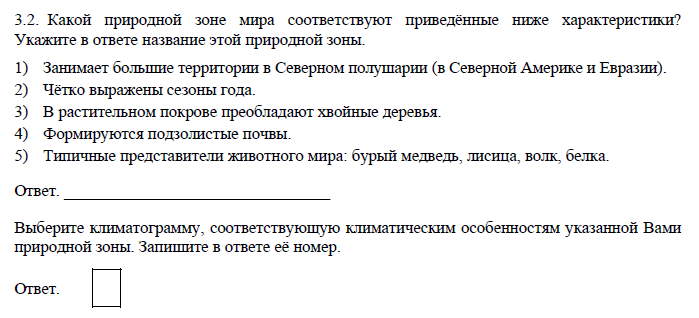 3.2. Какой природной зоне мира соответствуют приведённые ниже характеристики?
Укажите в ответе название этой природной зоны.
1) Занимает большие территории в Северном полушарии (в Северной Америке и Евразии).
2) Чётко выражены сезоны года.
3) В растительном покрове преобладают хвойные деревья.
4) Формируются подзолистые почвы.
5) Типичные представители животного мира: бурый медведь, лисица, волк, белка.
Ответ. ________________________________
Выберите климатограмму, соответствующую климатическим особенностям указанной Вами
природной зоны. Запишите в ответе её номер.
Ответ.